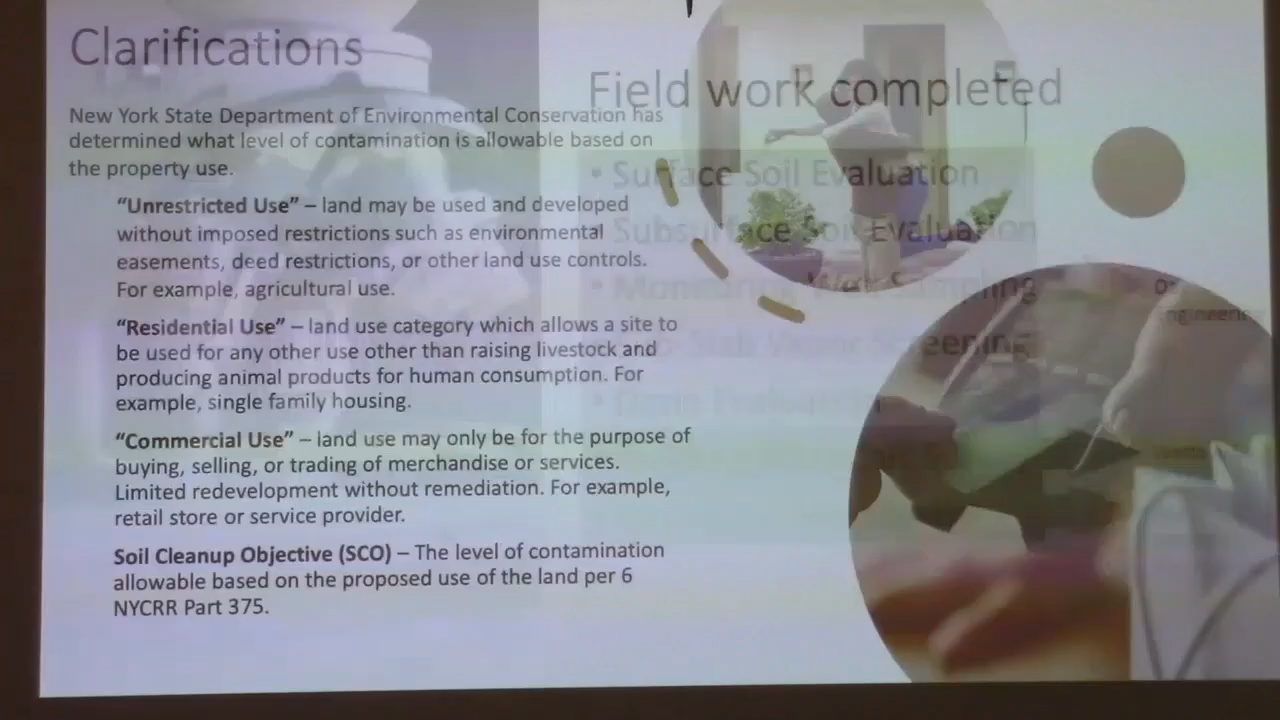 Clarifications
New York State Department of Environmental Conservation has
determined what level of contamination is allowable based on
the property use.
“Unrestricted Use” – land may be used and developed
without imposed restrictions such as environmental
easements, deed restrictions, or other land use controls.
For example, agricultural use.
“Residential Use” – land use category which allows a site to
be used for any other use other than raising livestock and
producing animal products for human consumption. For
example, single family housing.
“Commercial Use” – land use may only be for the purpose of
buying, selling, or trading of merchandise or services.
Limited redevelopment without remediation. For example,
retail store or service provider.
Soil Cleanup Objective (SCO) – The level of contamination
allowable based on the proposed use of the land per 6
NYCRR Part 375.
Field work completed
• Surface Soil Evaluation
• Subsurface Soil Evaluation
• Monitoring Well Sampling
Screening